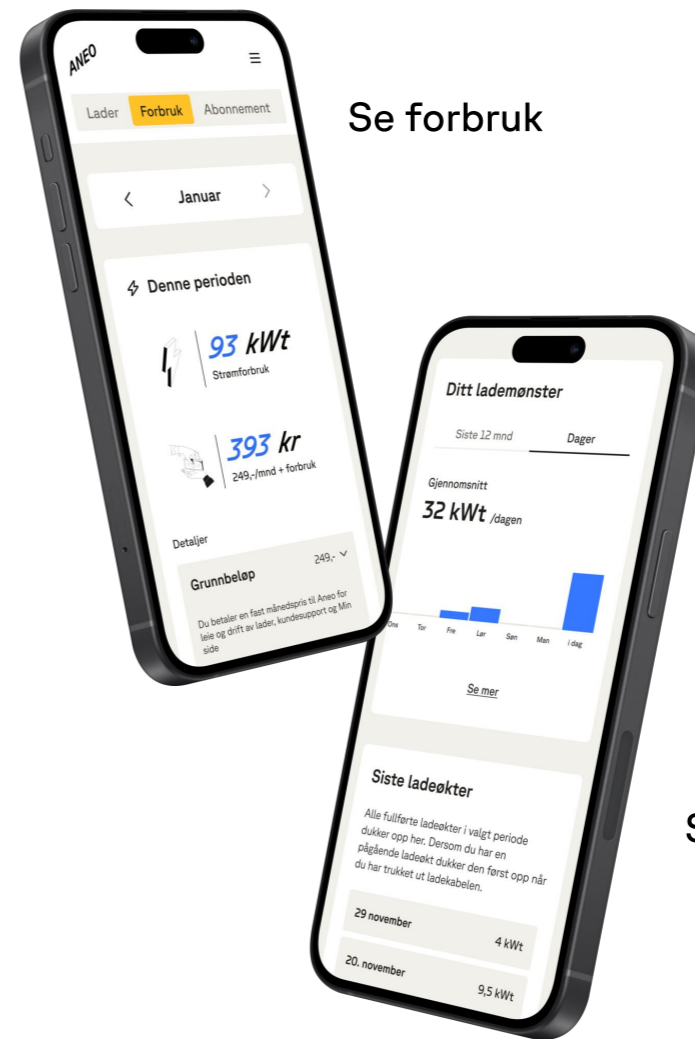 ANEO
Lader Forbruk Abonnement
Se forbruk
Januar
Denne perioden
93 kWt
Strømforbruk
393 kr
249,-/mnd + forbruk
Detaljer
Grunnbeløp 249,-
Du betaler en fast månedspris til Aneo for
leie og drift av lader, kundesupport og Min
side
Ditt lademønster
Siste 12 mnd Dager
Gjennomsnitt
32 kWt /dagen
Ons Tor Fre Lør Søn Man i dag
Se mer
Siste ladeøkter
Alle fullførte ladeøkter i valgt periode
dukker opp her. Dersom du har en
pågående ladeøkt dukker den først opp når
du har trukket ut ladekabelen.
29 november 4 kWt
20. november 9,5 kWt